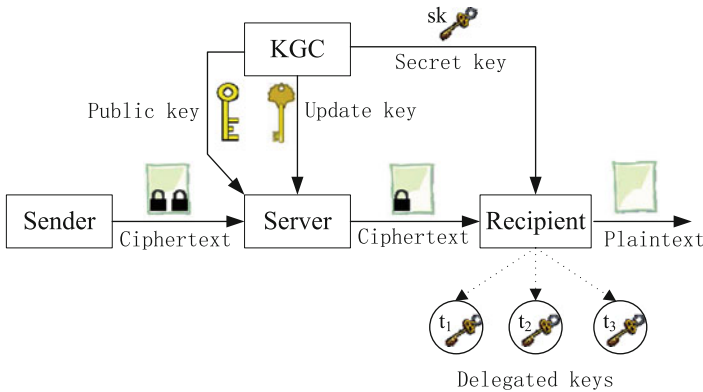 sk
KGC
Secret key
Public key
Update key
Sender
Server
Recipient
Ciphertext
Ciphertext
Plaintext
t1
t2
t3
Delegated keys